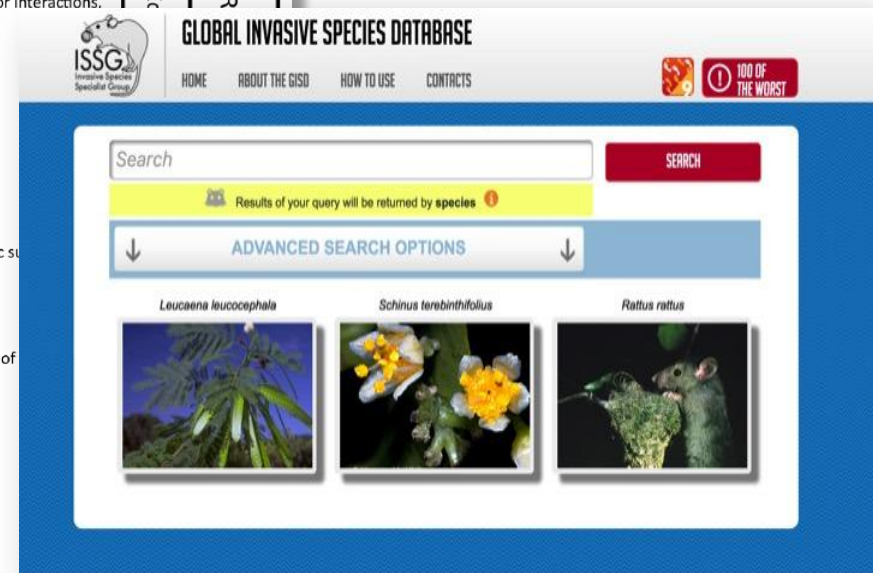 or interactions.
GLOBAL INVASIVE SPECIES DATABASE
ISSG
Invasive Species
Specialist Group
HOME ABOUT THE GISD HOW TO USE CONTACTS
100 OF
THE WORST
Search
SEARCH
Results of your query will be returned by species
c su
ADVANCED SEARCH OPTIONS
Leucaena leucocephala Schinus terebinthifolius Rattus rattus
of